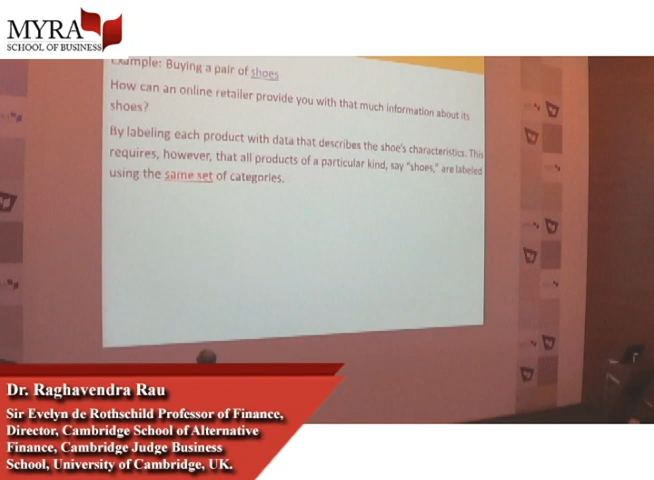 MYRA
SCHOOL OF BUSINESS
Example: Buying a pair of shoes
How can an online retailer provide you with that much information about its
shoes?
By labeling each product with data that describes the shoe's characteristics. This
requires, however, that all products of a particular kind, say "shoes," are labeled
using the same set of categories.
Dr. Raghavendra Rau
Sir Evelyn de Rothschild Professor of Finance,
Director, Cambridge School of Alternative
Finance, Cambridge Judge Business
School, University of Cambridge, UK.